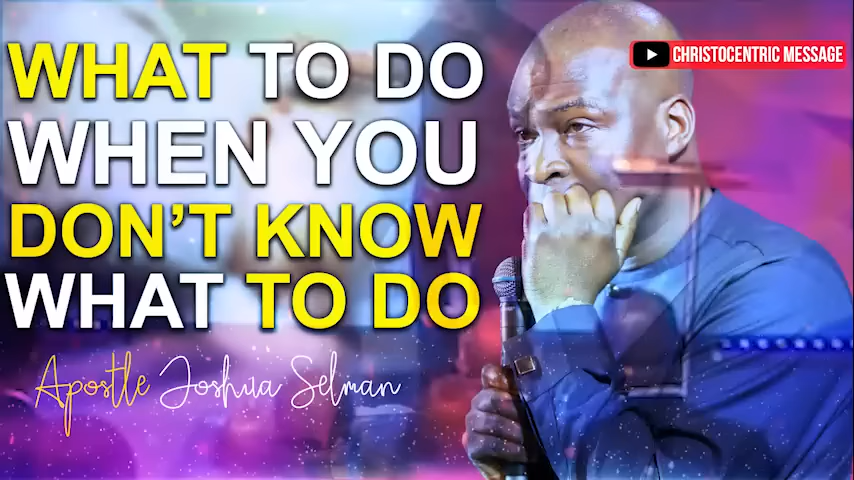 WHAT TO DO
WHEN YOU
DON'T KNOW
WHAT TO DO
Apostle Joshua Selman
CHRISTOCENTRIC MESSAGE